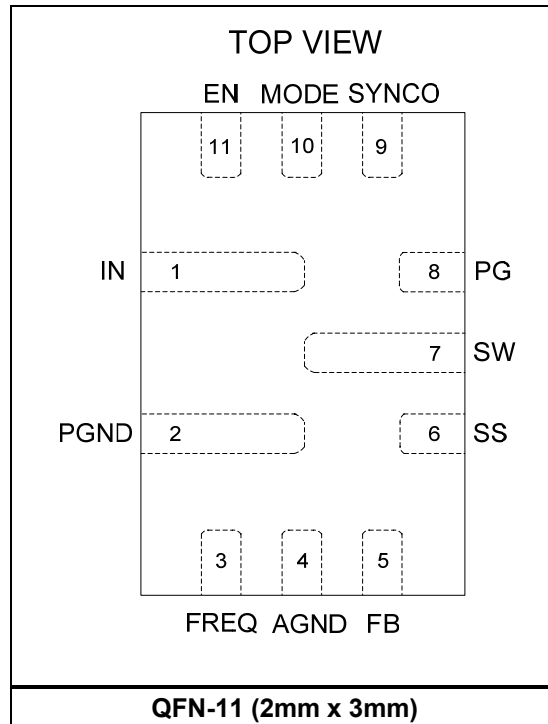 TOP VIEW
EN MODE SYNCO
11 10 9
IN 1 8 PG
7 SW
PGND 2 6 SS
3 4 5
FREQ AGND FB
QFN-11 (2mm x 3mm)